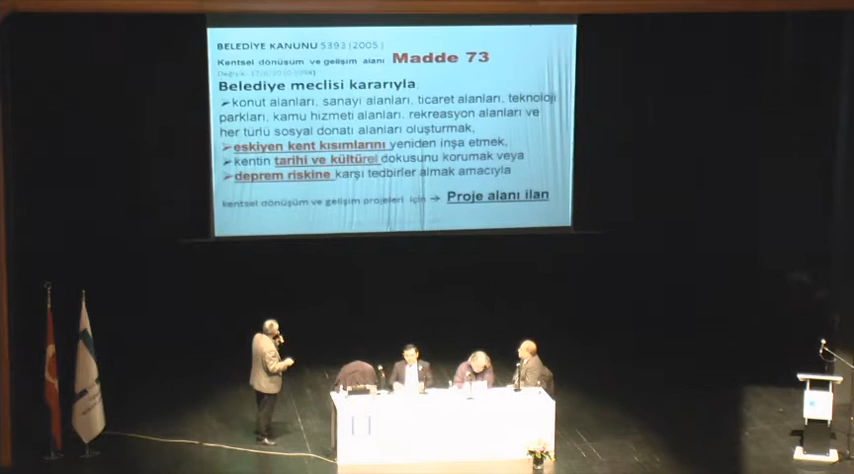 BELEDİYE KANUNU 5393 (2005)
Kentsel dönüşüm ve gelişim alanı Madde 73
Belediye meclisi kararıyla
➢konut alanları, sanayi alanları, ticaret alanları, teknoloji
parkları, kamu hizmeti alanları, rekreasyon alanları ve
her türlü sosyal donatı alanları oluşturmak,
➢eskiyen kent kısımlarını yeniden inşa etmek,
➢kentin tarihi ve kültürel dokusunu korumak veya
➢deprem riskine karşı tedbirler almak amacıyla
kentsel dönüşüm ve gelişim projeleri için → Proje alanı ilan